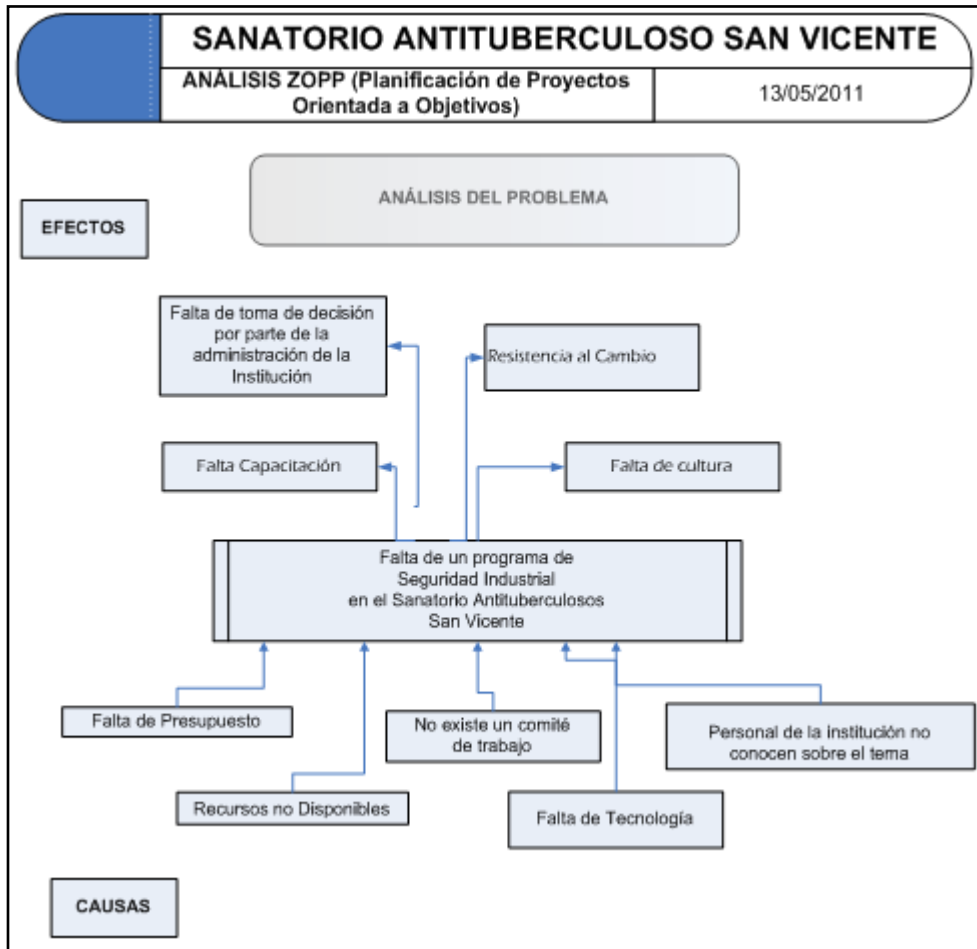 SANATORIO ANTITUBERCULOSO SAN VICENTE
ANÁLISIS ZOPP (Planificación de Proyectos
Orientada a Objetivos)
13/05/2011
ANÁLISIS DEL PROBLEMA
EFECTOS
Falta de toma de decisión
por parte de la
administración de la
Institución
Resistencia al Cambio
Falta Capacitación
Falta de cultura
Falta de un programa de
Seguridad Industrial
en el Sanatorio Antituberculosos
San Vicente
Falta de Presupuesto
No existe un comité
de trabajo
Personal de la institución no
conocen sobre el tema
Recursos no Disponibles
Falta de Tecnología
CAUSAS